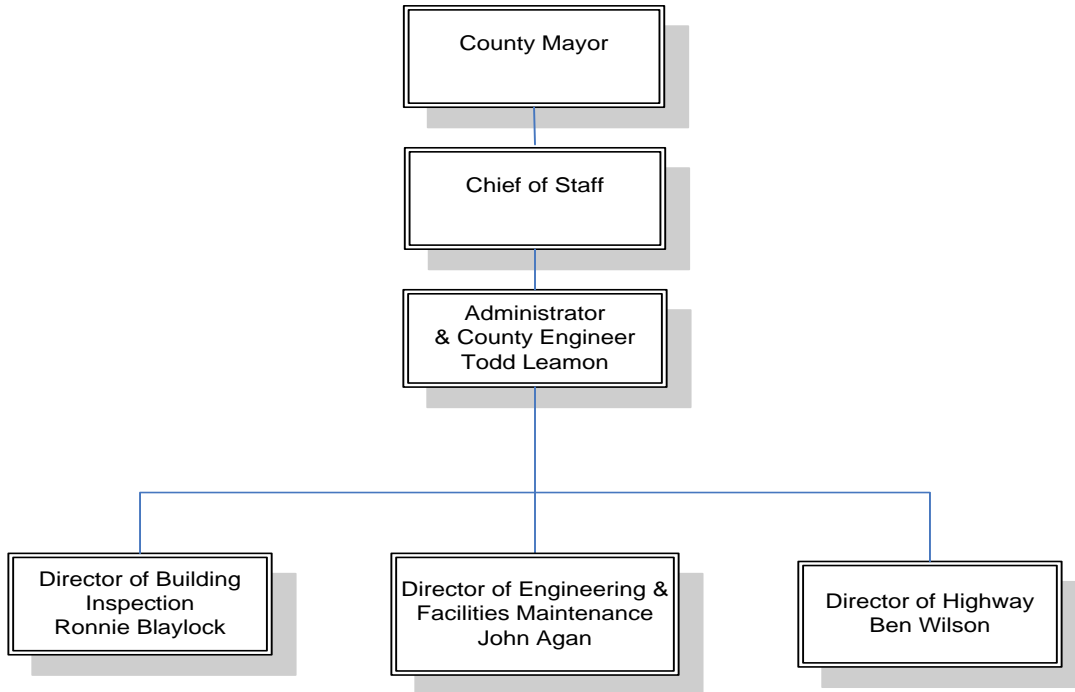 County Mayor
Chief of Staff
Administrator
& County Engineer
Todd Leamon
Director of Building
Inspection
Ronnie Blaylock
Director of Engineering &
Facilities Maintenance
John Agan
Director of Highway
Ben Wilson